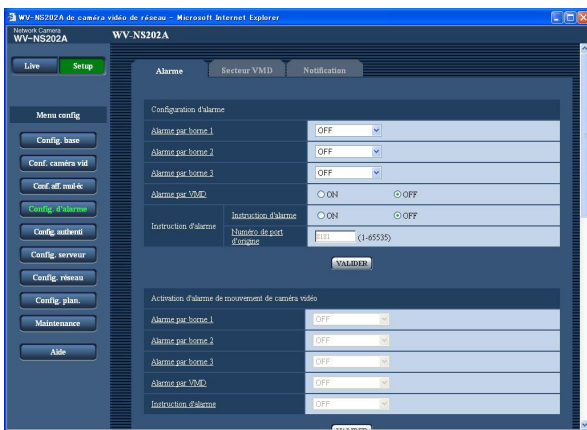 WV-NS202A de caméra vidéo de réseau - Microsoft Internet Explorer
Network Camera
WV-NS202A
WV-NS202A
Live Setup
Alarme Secteur VMD Notification
Menu config
Config. base
Conf. caméra vid
Conf. aff. mul-éc
Config. d'alarme
Config. authenti
Config. serveur
Config. réseau
Config. plan.
Maintenance
Aide
Configuration d'alarme
Alarme par borne 1 OFF
Alarme par borne 2 OFF
Alarme par borne 3 OFF
Alarme par VMD ON OFF
Instruction d'alarme
Instruction d'alarme ON OFF
Numéro de port d'origine 8181 (1-65535)
VALIDER
Activation d'alarme de mouvement de caméra vidéo
Alarme par borne 1 OFF
Alarme par borne 2 OFF
Alarme par borne 3 OFF
Alarme par VMD OFF
Instruction d'alarme OFF
VALIDER